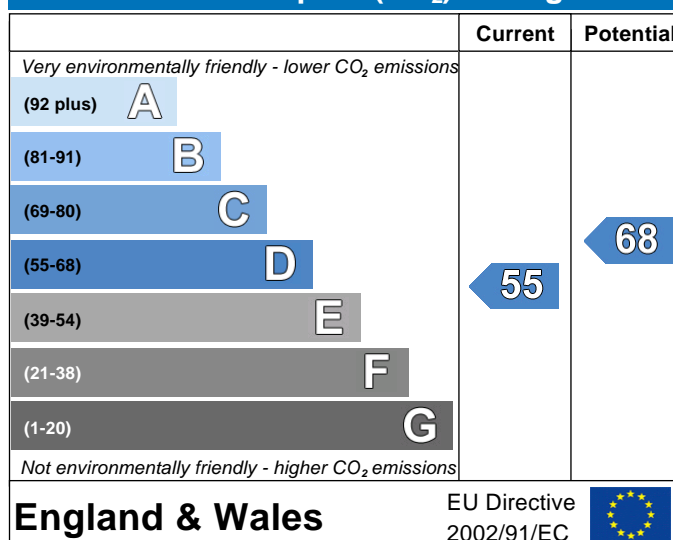 Current Potential
Very environmentally friendly - lower CO₂ emissions
(92 plus) A
(81-91) B
(69-80) C
(55-68) D
(39-54) E
(21-38) F
(1-20) G
55
68
Not environmentally friendly - higher CO₂ emissions
England & Wales
EU Directive
2002/91/EC